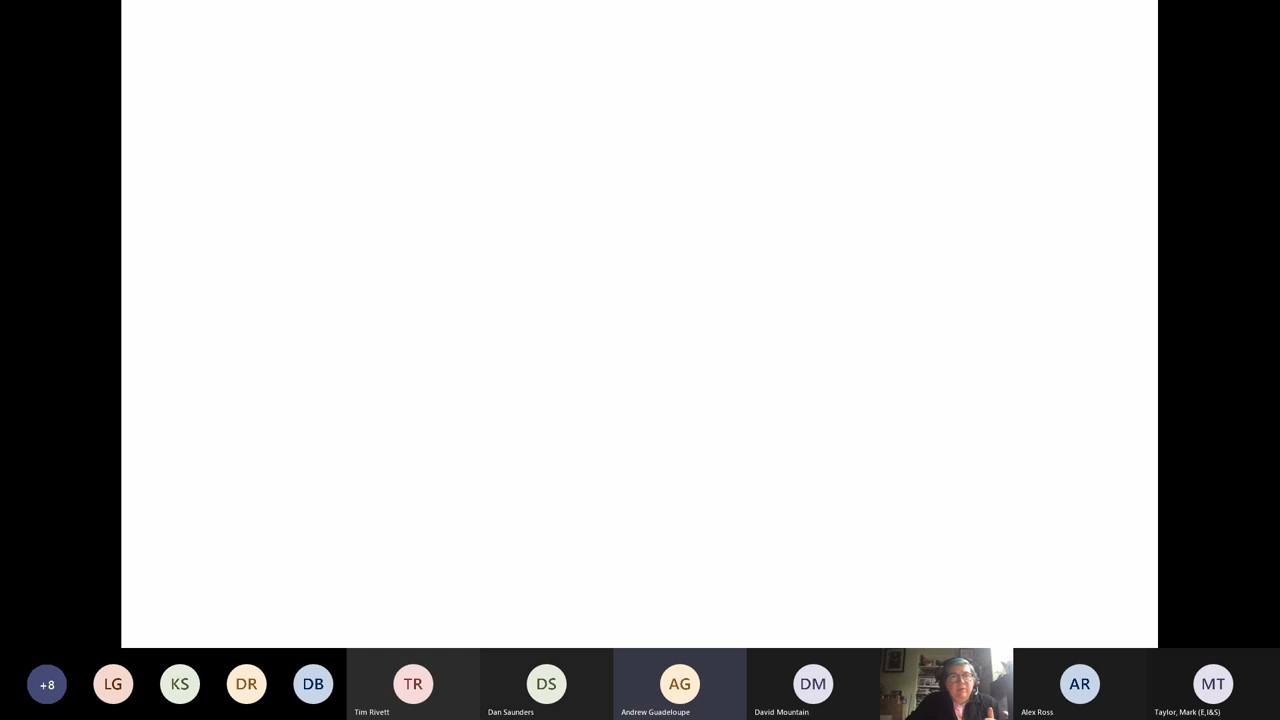 +8
LG
KS
DR
DB
TR
DS
AG
DM
AR
MT
Tim Rivett
Dan Saunders
Andrew Guadeloupe
David Mountain
Alex Ross
Taylor, Mark (E,I&S)